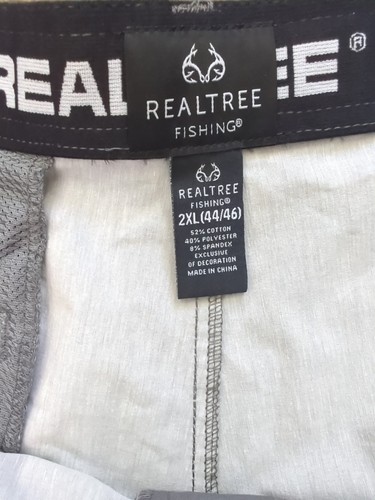 REAL EE®
REALTREE
FISHING®
REALTREE
FISHING®
2XL(44/46)
52% COTTON
40% POLYESTER
8% SPANDEX
EXCLUSIVE
OF DECORATION
MADE IN CHINA